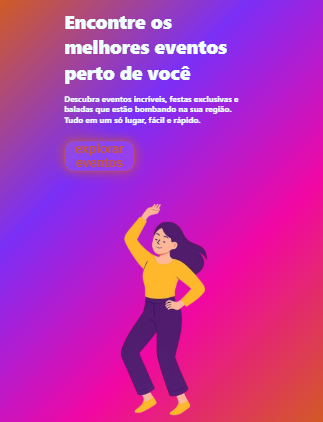 Encontre os
melhores eventos
perto de você
Descubra eventos incríveis, festas exclusivas e
baladas que estão bombando na sua região.
Tudo em um só lugar, fácil e rápido.
explorar
eventos